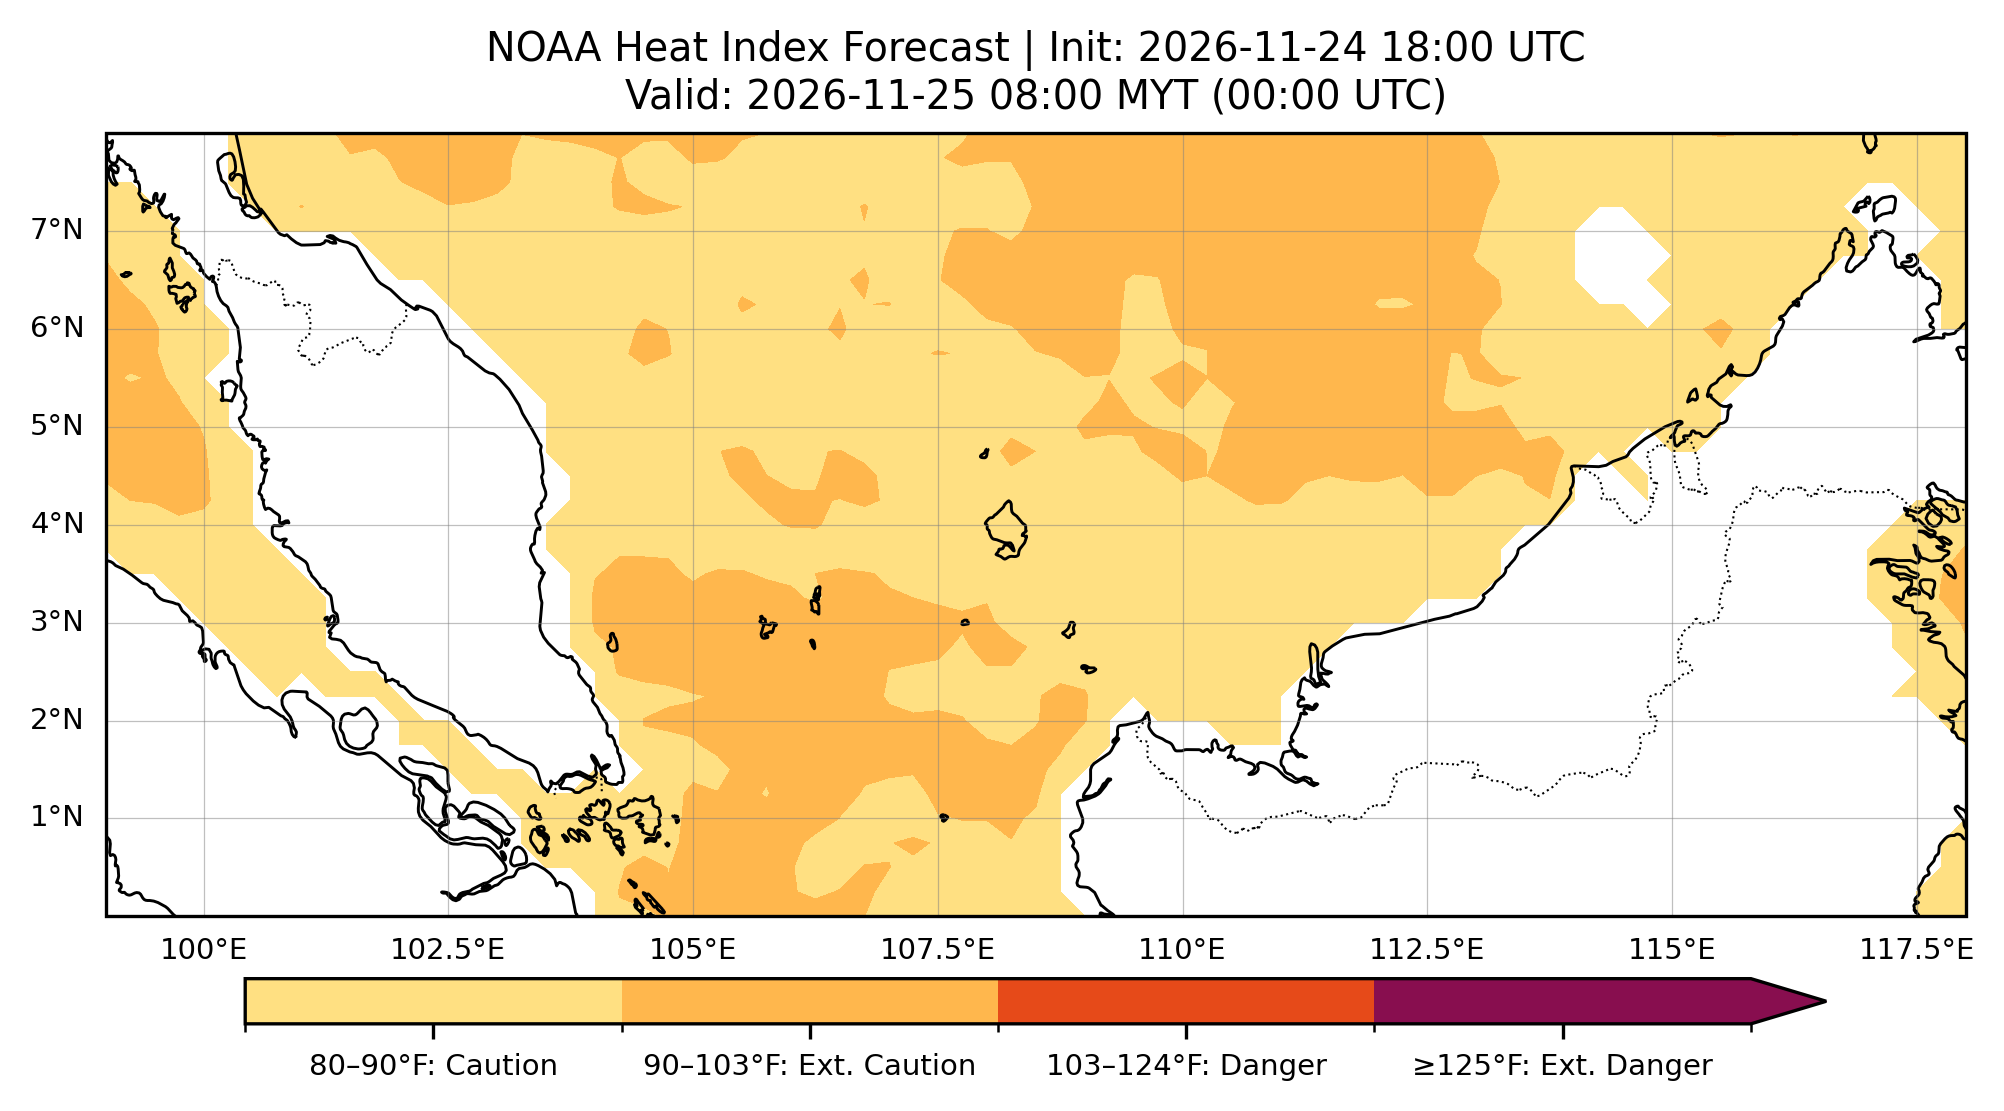 NOAA Heat Index Forecast | Init: 2026-11-24 18:00 UTC
Valid: 2026-11-25 08:00 MYT (00:00 UTC)
7°N
6°N
5°N
4°N
3°N
2°N
1°N
100°E
102.5°E
105°E
107.5°E
110°E
112.5°E
115°E
117.5°E
80–90°F: Caution
90–103°F: Ext. Caution
103–124°F: Danger
≥125°F: Ext. Danger